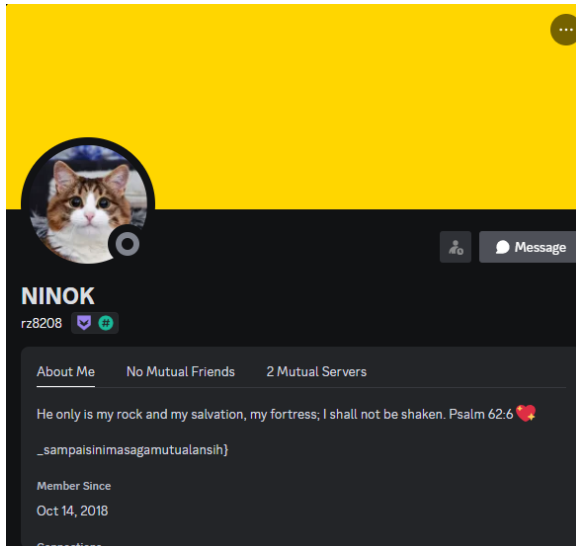 Message
NINOK
rz8208
About Me No Mutual Friends 2 Mutual Servers
He only is my rock and my salvation, my fortress; I shall not be shaken. Psalm 62:6 💖
_sampaisinimasagamutualansih}
Member Since
Oct 14, 2018